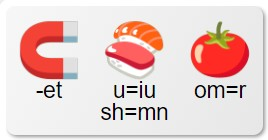 -et
u=iu
sh=mn
om=r